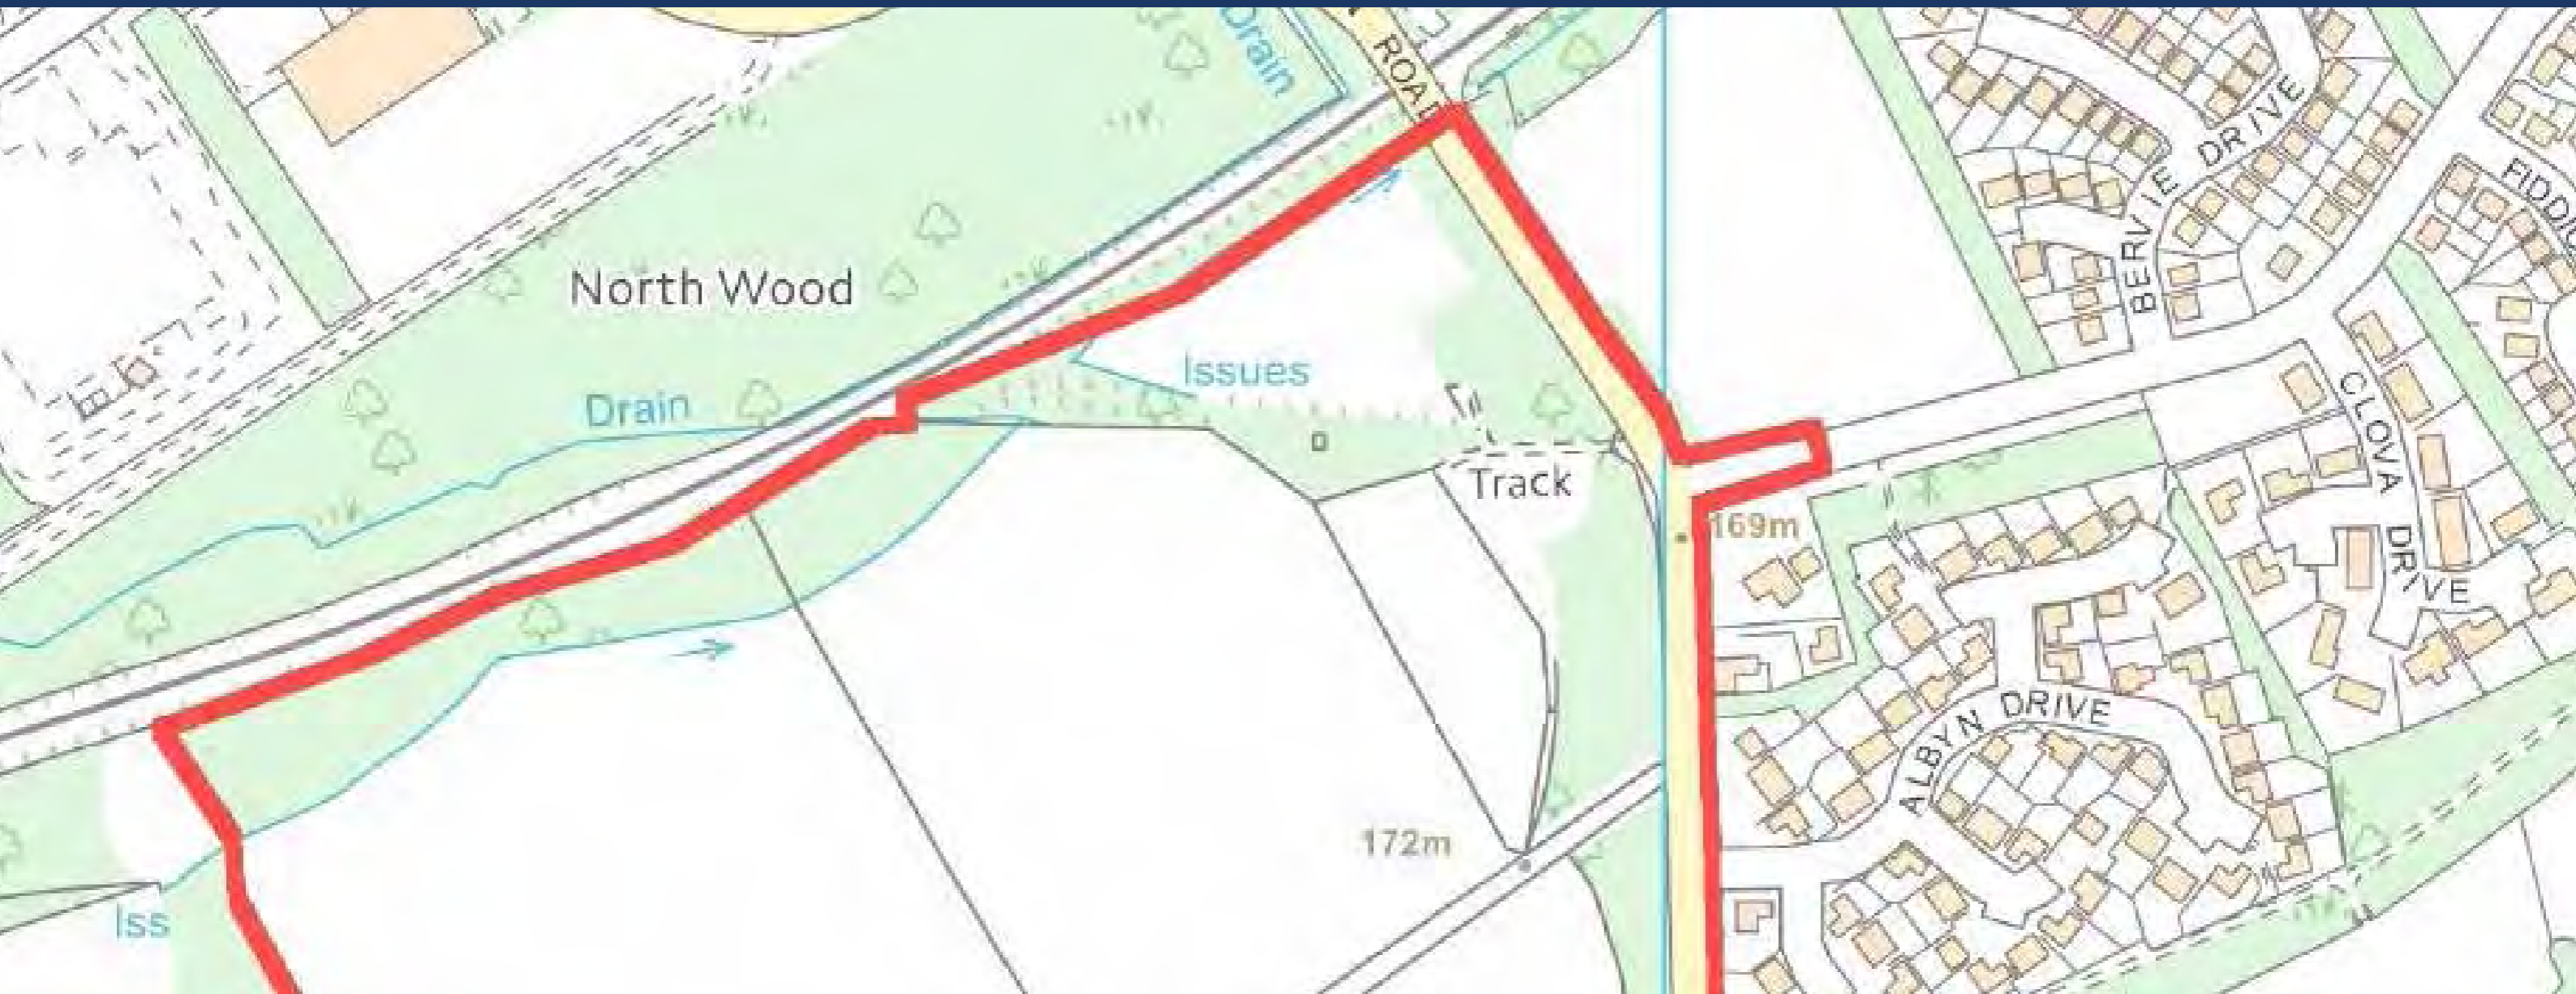 Drain
ROAD
DRIVE
BERVIE
North Wood
Issues
Drain
CLOVA
DRIVE
Track
169m
ALBYN DRIVE
172m
Iss